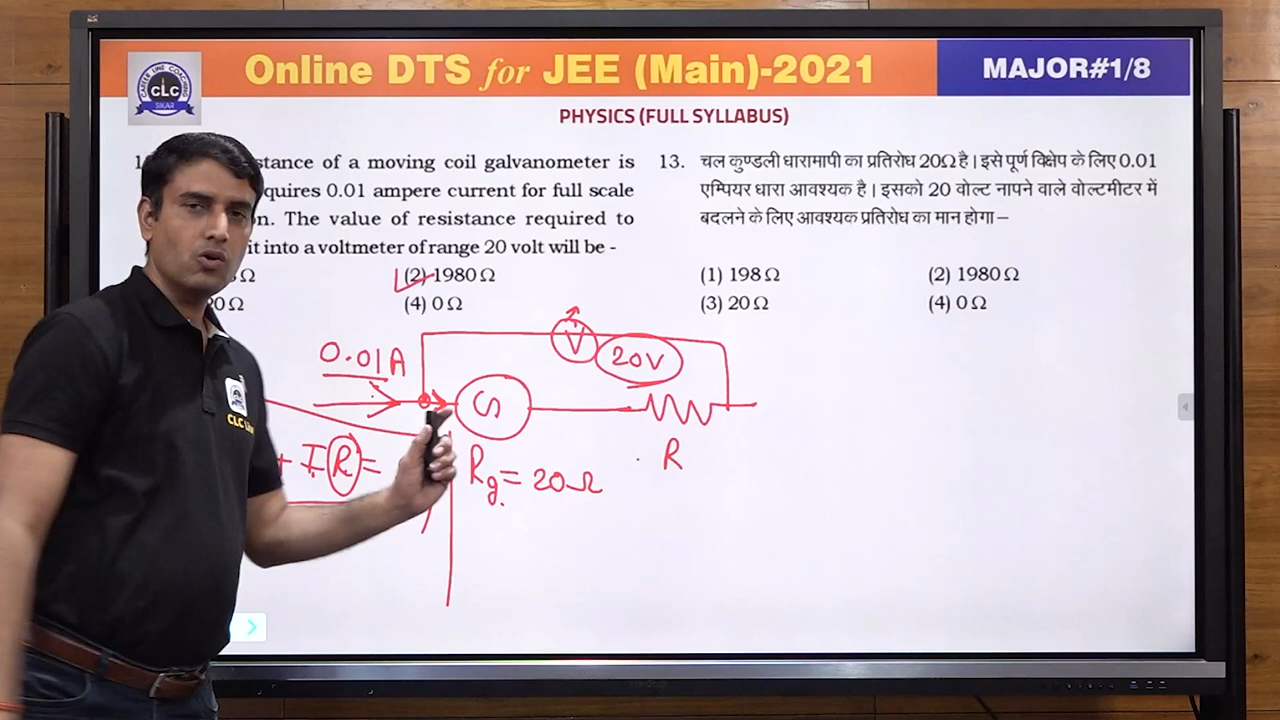 Online DTS for JEE (Main)-2021
MAJOR#1/8
CAREER LINE COACHING
CLC
SIKAR
PHYSICS (FULL SYLLABUS)
of a moving coil galvanometer is
0.01 ampere current for full scale
The value of resistance required to
it into a voltmeter of range 20 volt will be -
Ω
(2) 1980 Ω
Ω
(4) 0 Ω
13. चल कुण्डली धारामापी का प्रतिरोध 20Ω है। इसे पूर्ण विक्षेप के लिए 0.01
एम्पियर धारा आवश्यक है। इसको 20 वोल्ट नापने वाले वोल्टमीटर में
बदलने के लिए आवश्यक प्रतिरोध का मान होगा –
(1) 198 Ω
(2) 1980 Ω
(3) 20 Ω
(4) 0 Ω
V
20V
0.01A
G
R
+ IR =
Rg = 20Ω
CLC